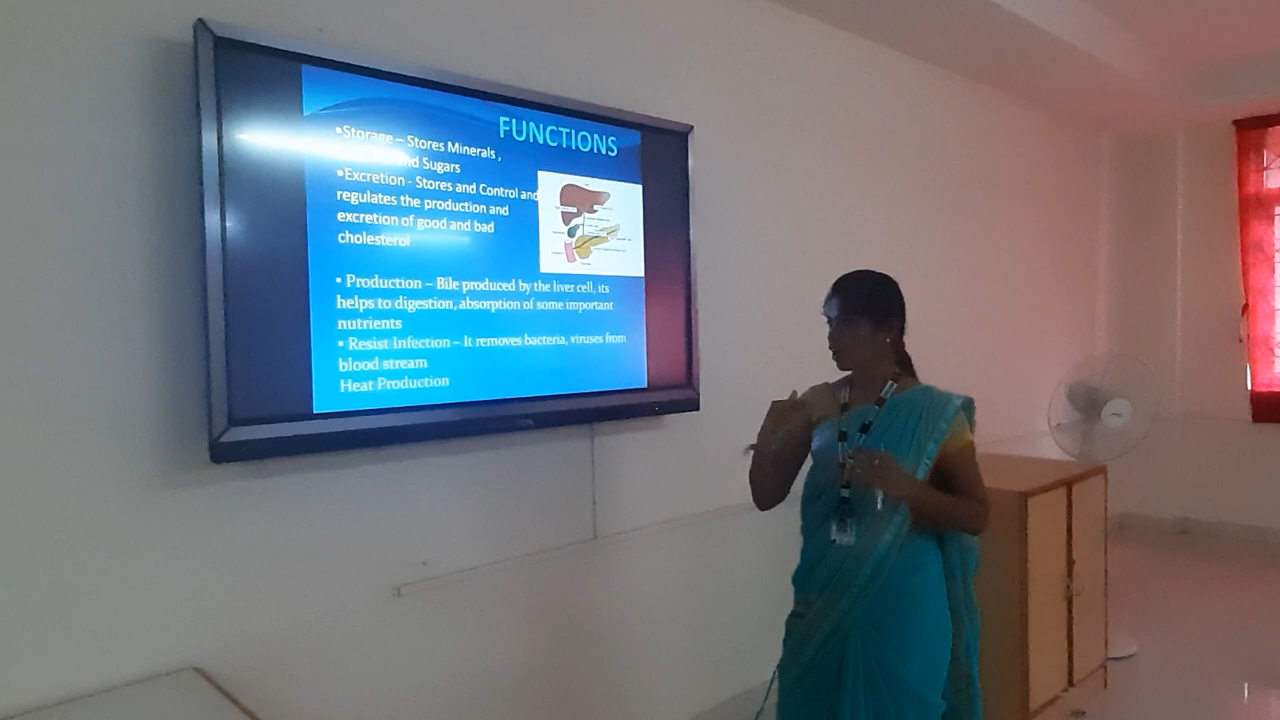 FUNCTIONS
•Storage – Stores Minerals ,
and Sugars
•Excretion - Stores and Control and
regulates the production and
excretion of good and bad
cholesterol
• Production – Bile produced by the liver cell, its
helps to digestion, absorption of some important
nutrients
• Resist Infection – It removes bacteria, viruses from
blood stream
Heat Production